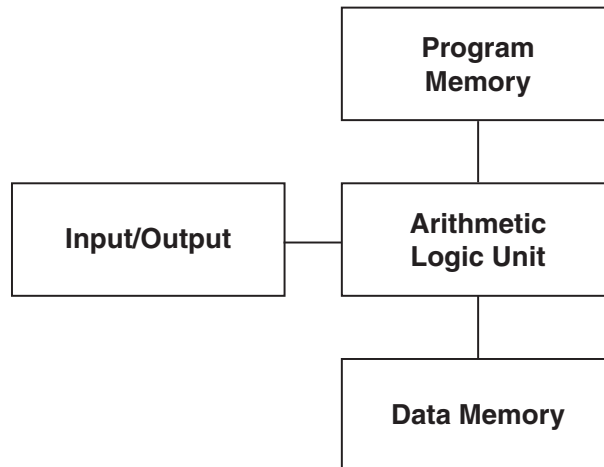 Program
Memory
Input/Output
Arithmetic
Logic Unit
Data Memory